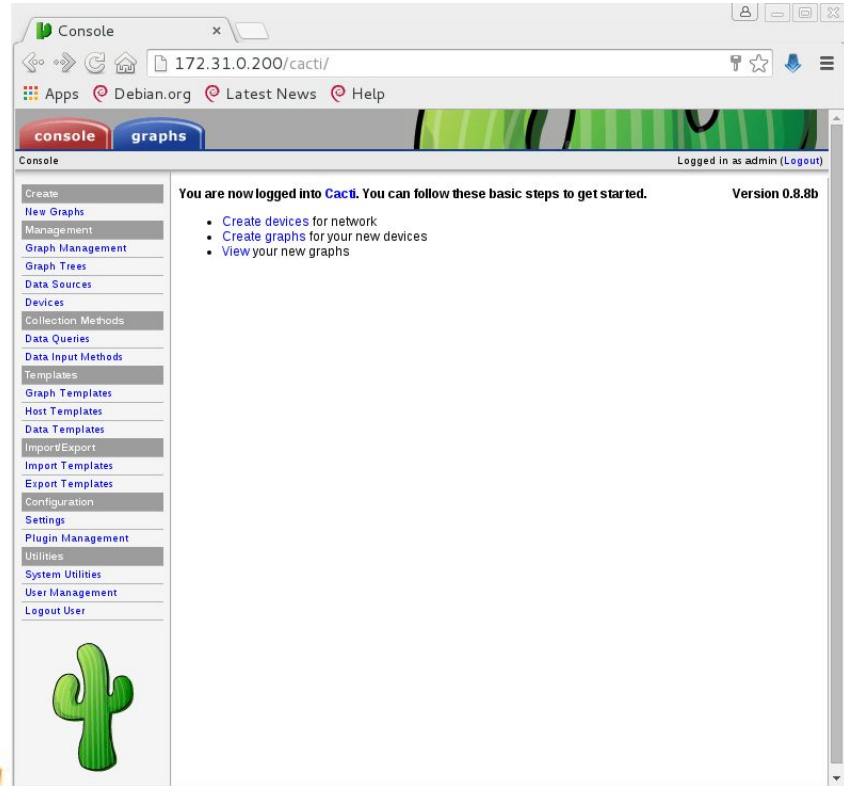 Console
172.31.0.200/cacti/
Apps Debian.org Latest News Help
console graphs
Console Logged in as admin (Logout)
Create
New Graphs
Management
Graph Management
Graph Trees
Data Sources
Devices
Collection Methods
Data Queries
Data Input Methods
Templates
Graph Templates
Host Templates
Data Templates
Import/Export
Import Templates
Export Templates
Configuration
Settings
Plugin Management
Utilities
System Utilities
User Management
Logout User
You are now logged into Cacti. You can follow these basic steps to get started. Version 0.8.8b
Create devices for network
Create graphs for your new devices
View your new graphs